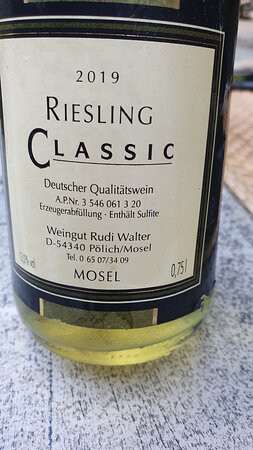 2019
RIESLING
CLASSIC
Deutscher Qualitätswein
A.P.Nr. 3 546 061 3 20
Erzeugerabfüllung · Enthält Sulfite
Weingut Rudi Walter
D-54340 Pölich/Mosel
Tel. 0 65 07/34 09
MOSEL
0,75 l